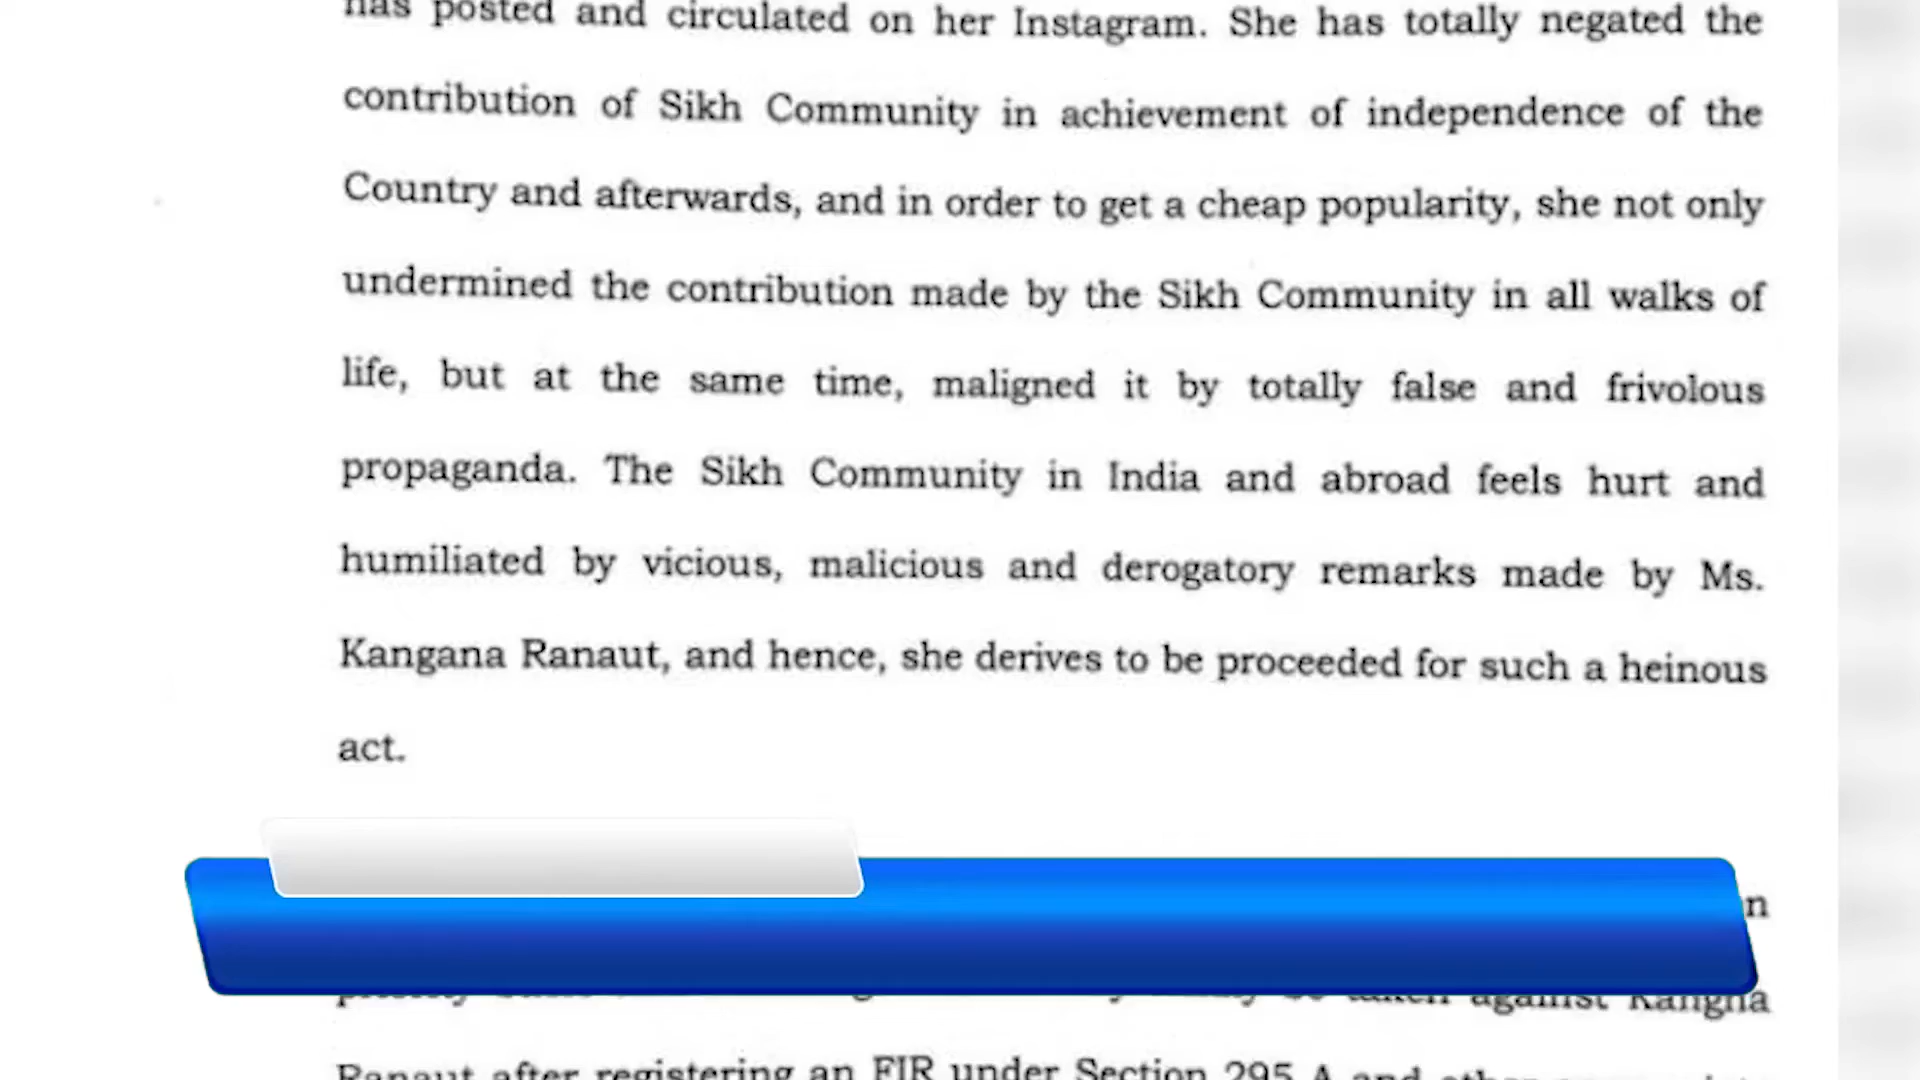 has posted and circulated on her Instagram. She has totally negated the
contribution of Sikh Community in achievement of independence of the
Country and afterwards, and in order to get a cheap popularity, she not only
undermined the contribution made by the Sikh Community in all walks of
life, but at the same time, maligned it by totally false and frivolous
propaganda. The Sikh Community in India and abroad feels hurt and
humiliated by vicious, malicious and derogatory remarks made by Ms.
Kangana Ranaut, and hence, she derives to be proceeded for such a heinous
act.
taken against Kangna
Ranaut after registering an FIR under Section 295 A and other